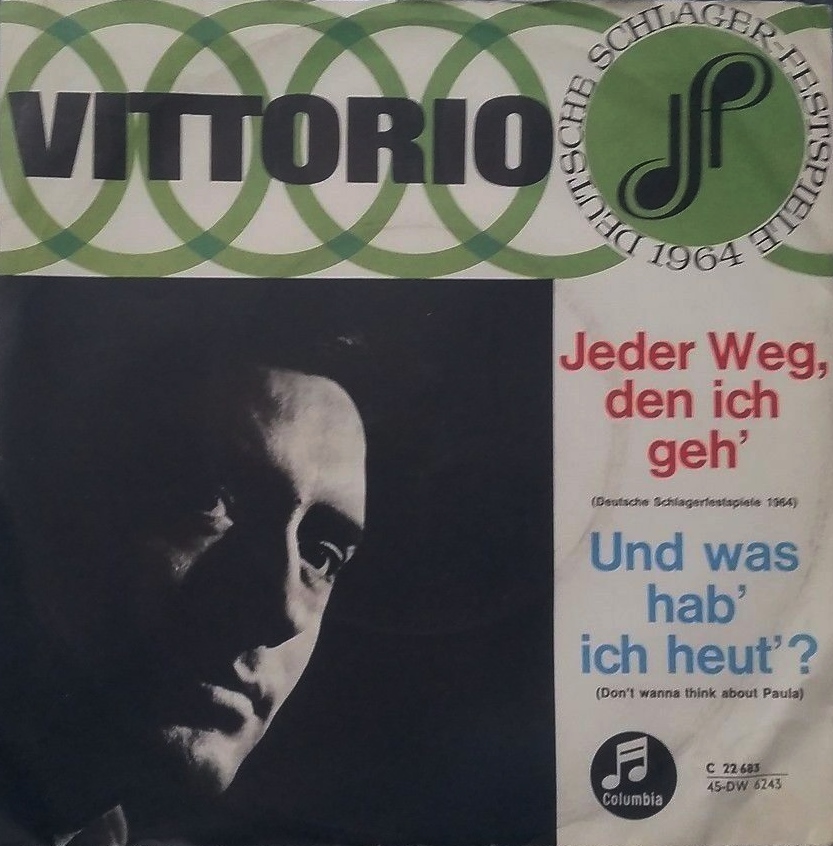 VITTORIO
DEUTSCHE SCHLAGER-FESTSPIELE 1964
Jeder Weg,
den ich
geh'
(Deutsche Schlagerfestspiele 1964)
Und was
hab'
ich heut'?
(Don't wanna think about Paula)
Columbia
C 22 683
45-DW 6243